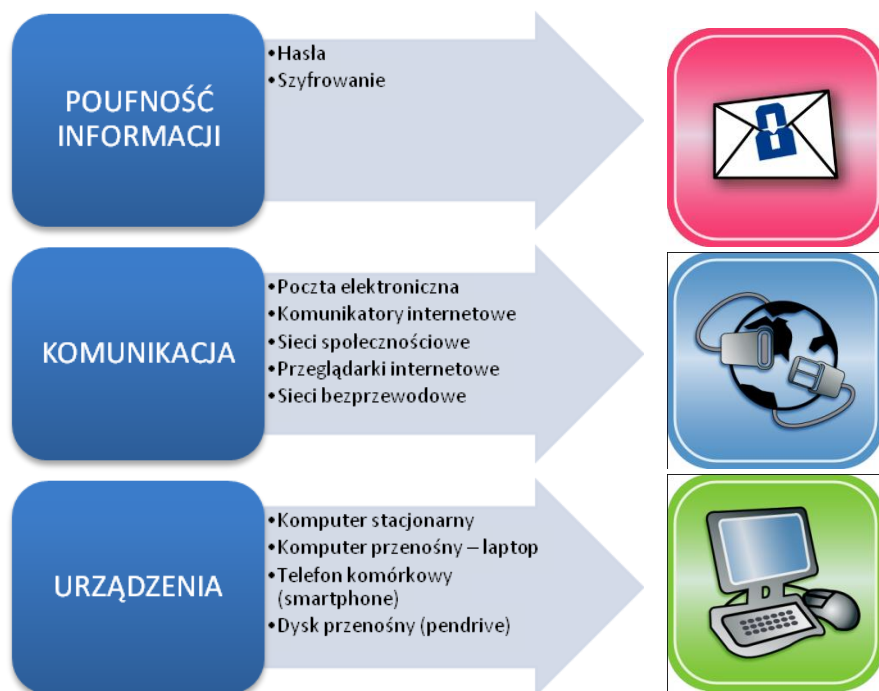 POUFNOŚĆ
INFORMACJI
•Hasła
•Szyfrowanie
KOMUNIKACJA
•Poczta elektroniczna
•Komunikatory internetowe
•Sieci społecznościowe
•Przeglądarki internetowe
•Sieci bezprzewodowe
URZĄDZENIA
•Komputer stacjonarny
•Komputer przenośny – laptop
•Telefon komórkowy
(smartphone)
•Dysk przenośny (pendrive)